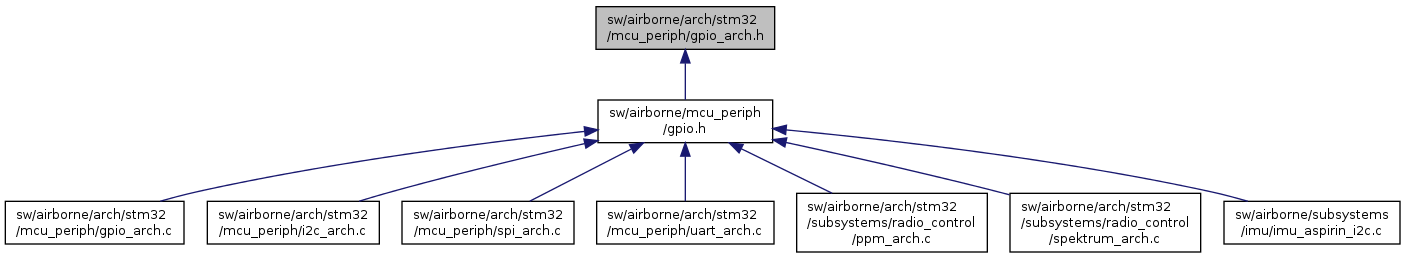 sw/airborne/arch/stm32
/mcu_periph/gpio_arch.h
sw/airborne/mcu_periph
/gpio.h
sw/airborne/arch/stm32
/mcu_periph/gpio_arch.c
sw/airborne/arch/stm32
/mcu_periph/i2c_arch.c
sw/airborne/arch/stm32
/mcu_periph/spi_arch.c
sw/airborne/arch/stm32
/mcu_periph/uart_arch.c
sw/airborne/arch/stm32
/subsystems/radio_control
/ppm_arch.c
sw/airborne/arch/stm32
/subsystems/radio_control
/spektrum_arch.c
sw/airborne/subsystems
/imu/imu_aspirin_i2c.c